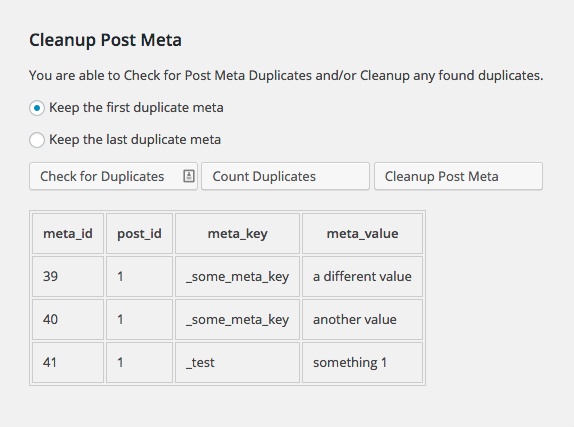 Cleanup Post Meta
You are able to Check for Post Meta Duplicates and/or Cleanup any found duplicates.
Keep the first duplicate meta
Keep the last duplicate meta
Check for Duplicates Count Duplicates Cleanup Post Meta
meta_id post_id meta_key meta_value
39 1 _some_meta_key a different value
40 1 _some_meta_key another value
41 1 _test something 1